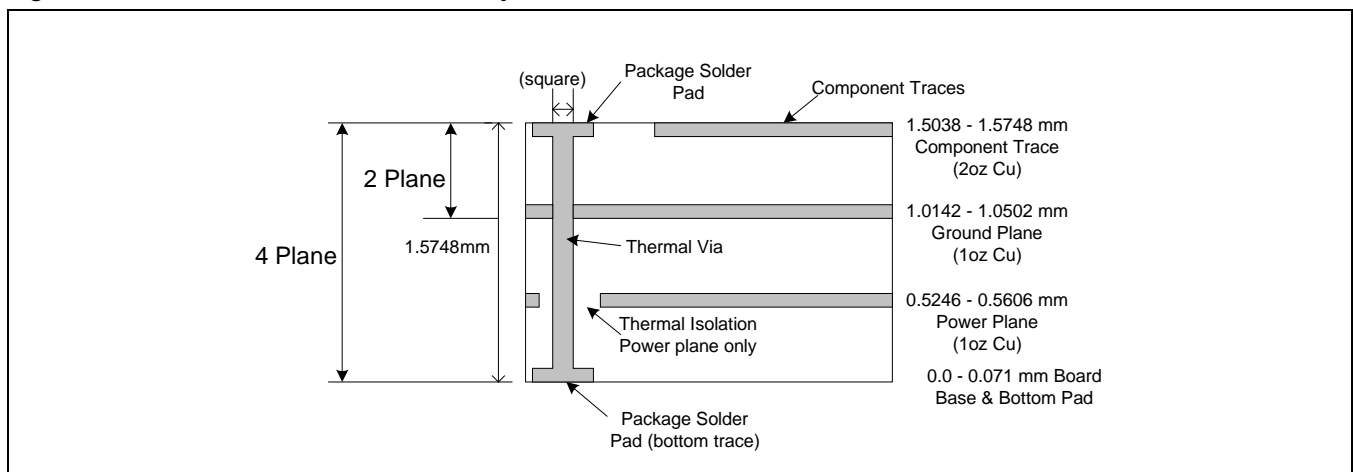 (square)
Package Solder
Pad
Component Traces
1.5038 - 1.5748 mm
Component Trace
(2oz Cu)
2 Plane
4 Plane
1.5748mm
1.0142 - 1.0502 mm
Ground Plane
(1oz Cu)
Thermal Via
0.5246 - 0.5606 mm
Power Plane
(1oz Cu)
Thermal Isolation
Power plane only
0.0 - 0.071 mm Board
Base & Bottom Pad
Package Solder
Pad (bottom trace)